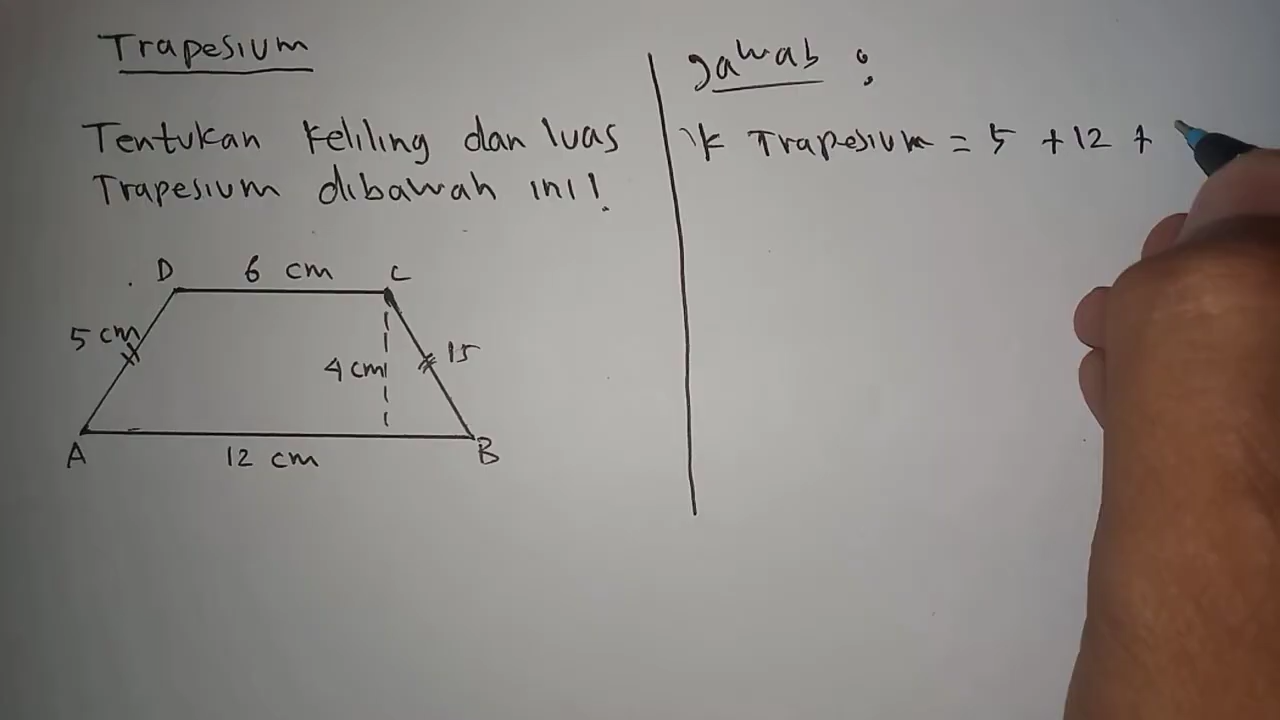 Trapesium
Tentukan keliling dan luas
Trapesium dibawah ini!
D 6 cm C
5 cm
4 cm
15
A
12 cm
B
Jawab :
* K Trapesium = 5 + 12 +